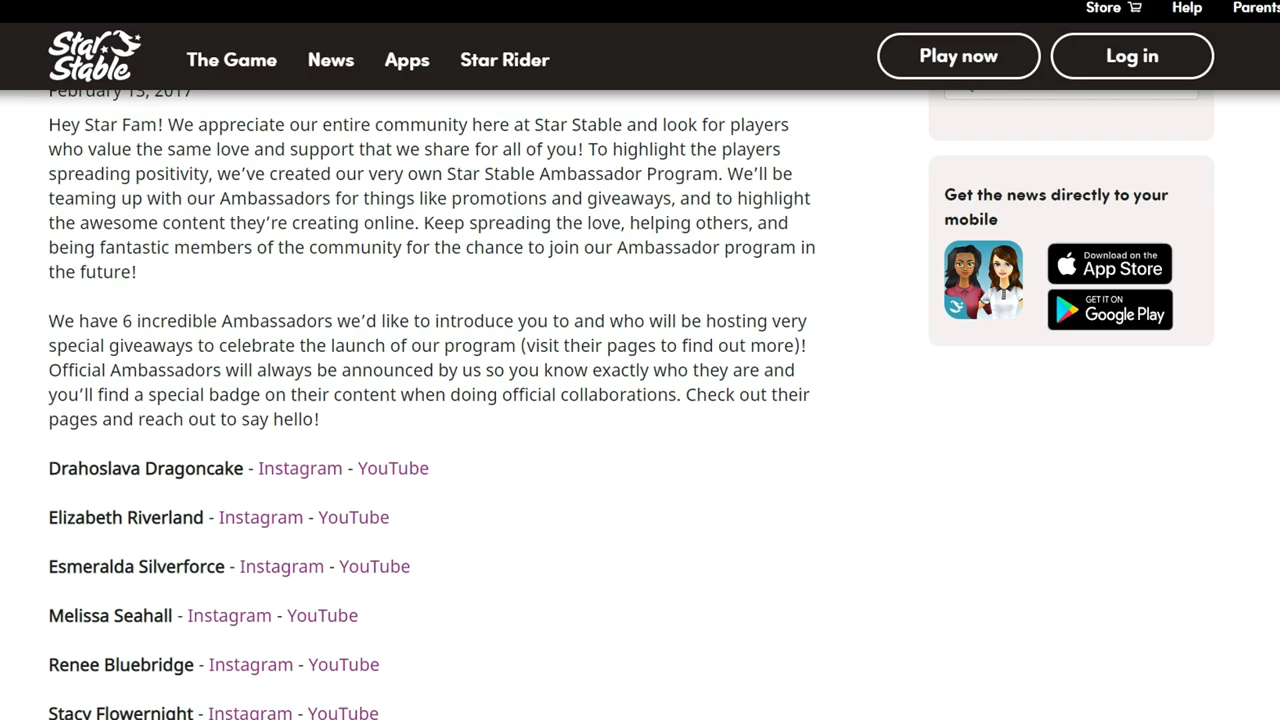 Store Help Parents
Star Stable
The Game News Apps Star Rider Play now Log in
February 13, 2017
Hey Star Fam! We appreciate our entire community here at Star Stable and look for players
who value the same love and support that we share for all of you! To highlight the players
spreading positivity, we’ve created our very own Star Stable Ambassador Program. We’ll be
teaming up with our Ambassadors for things like promotions and giveaways, and to highlight
the awesome content they’re creating online. Keep spreading the love, helping others, and
being fantastic members of the community for the chance to join our Ambassador program in
the future!
We have 6 incredible Ambassadors we’d like to introduce you to and who will be hosting very
special giveaways to celebrate the launch of our program (visit their pages to find out more)!
Official Ambassadors will always be announced by us so you know exactly who they are and
you’ll find a special badge on their content when doing official collaborations. Check out their
pages and reach out to say hello!
Drahoslava Dragoncake - Instagram - YouTube
Elizabeth Riverland - Instagram - YouTube
Esmeralda Silverforce - Instagram - YouTube
Melissa Seahall - Instagram - YouTube
Renee Bluebridge - Instagram - YouTube
Stacy Flowernight - Instagram - YouTube
Get the news directly to your
mobile
Download on the
App Store
GET IT ON
Google Play